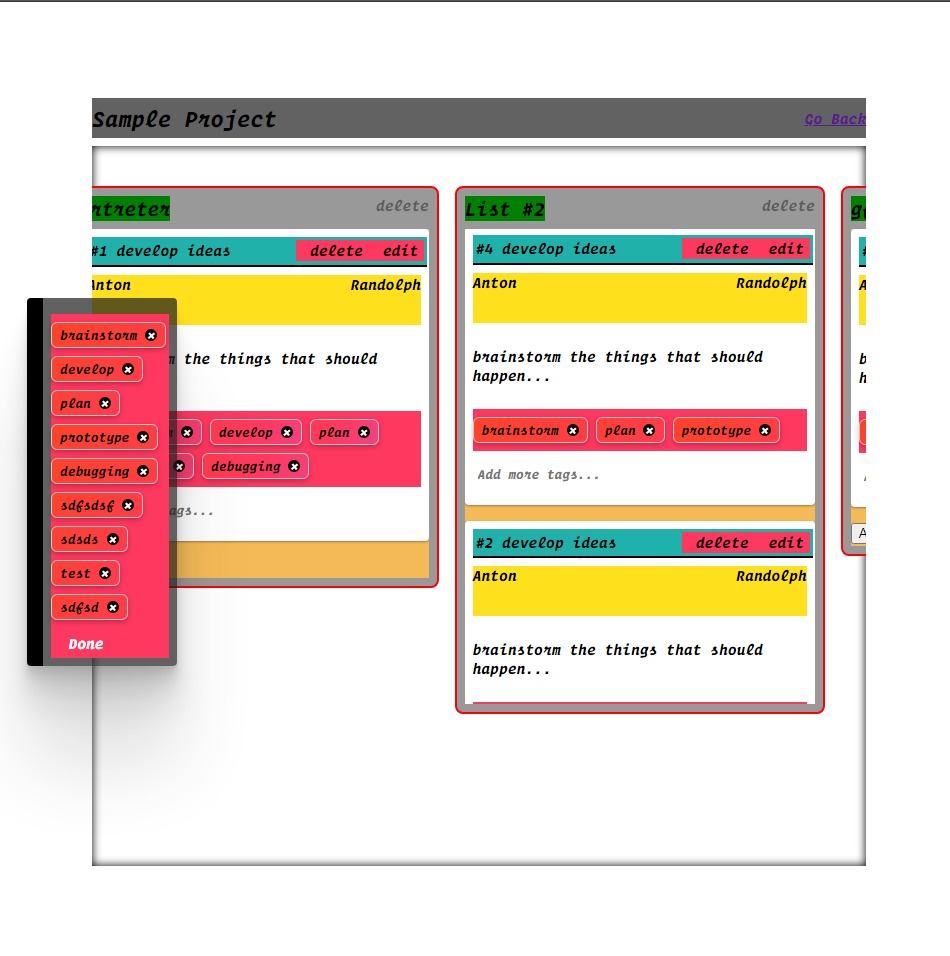 Sample Project
Go Back
rtreter
delete
#1 develop ideas
delete edit
Anton
Randolph
the things that should
develop
plan
debugging
ags...
brainstorm
develop
plan
prototype
debugging
sdfsdsf
sdsds
test
sdfsd
Done
List #2
delete
#4 develop ideas
delete edit
Anton
Randolph
brainstorm the things that should
happen...
brainstorm
plan
prototype
Add more tags...
#2 develop ideas
delete edit
Anton
Randolph
brainstorm the things that should
happen...